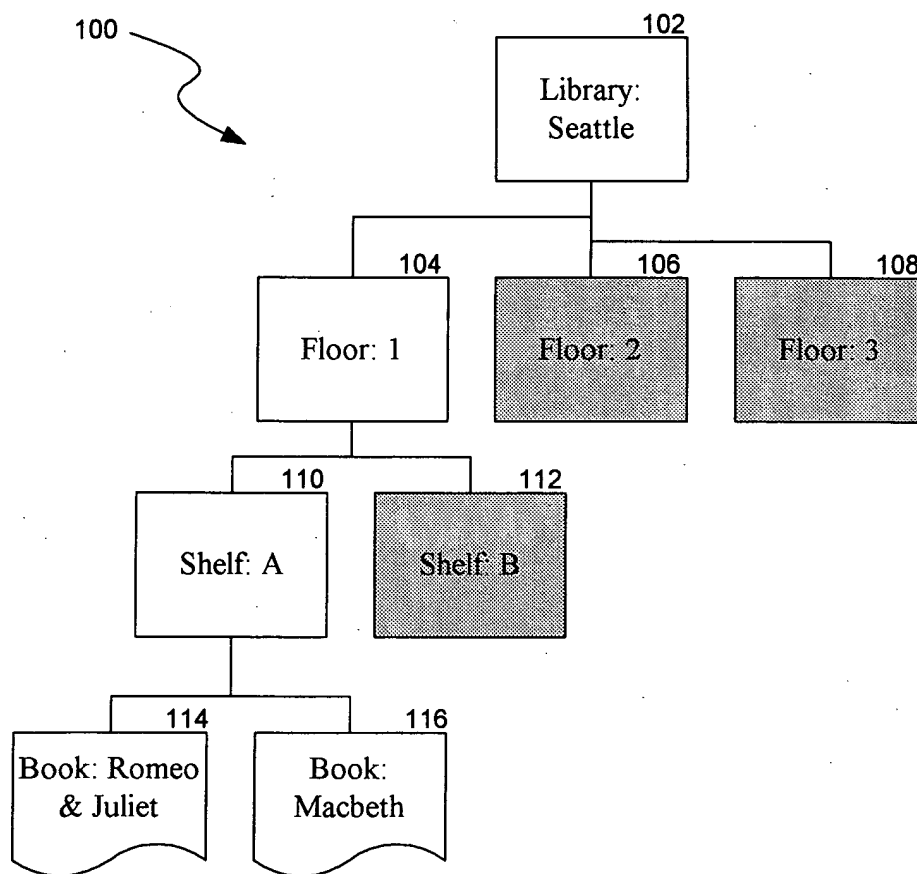 100
102
Library:
Seattle
104
106
108
Floor: 1
Floor: 2
Floor: 3
110
112
Shelf: A
Shelf: B
114
116
Book: Romeo
& Juliet
Book:
Macbeth